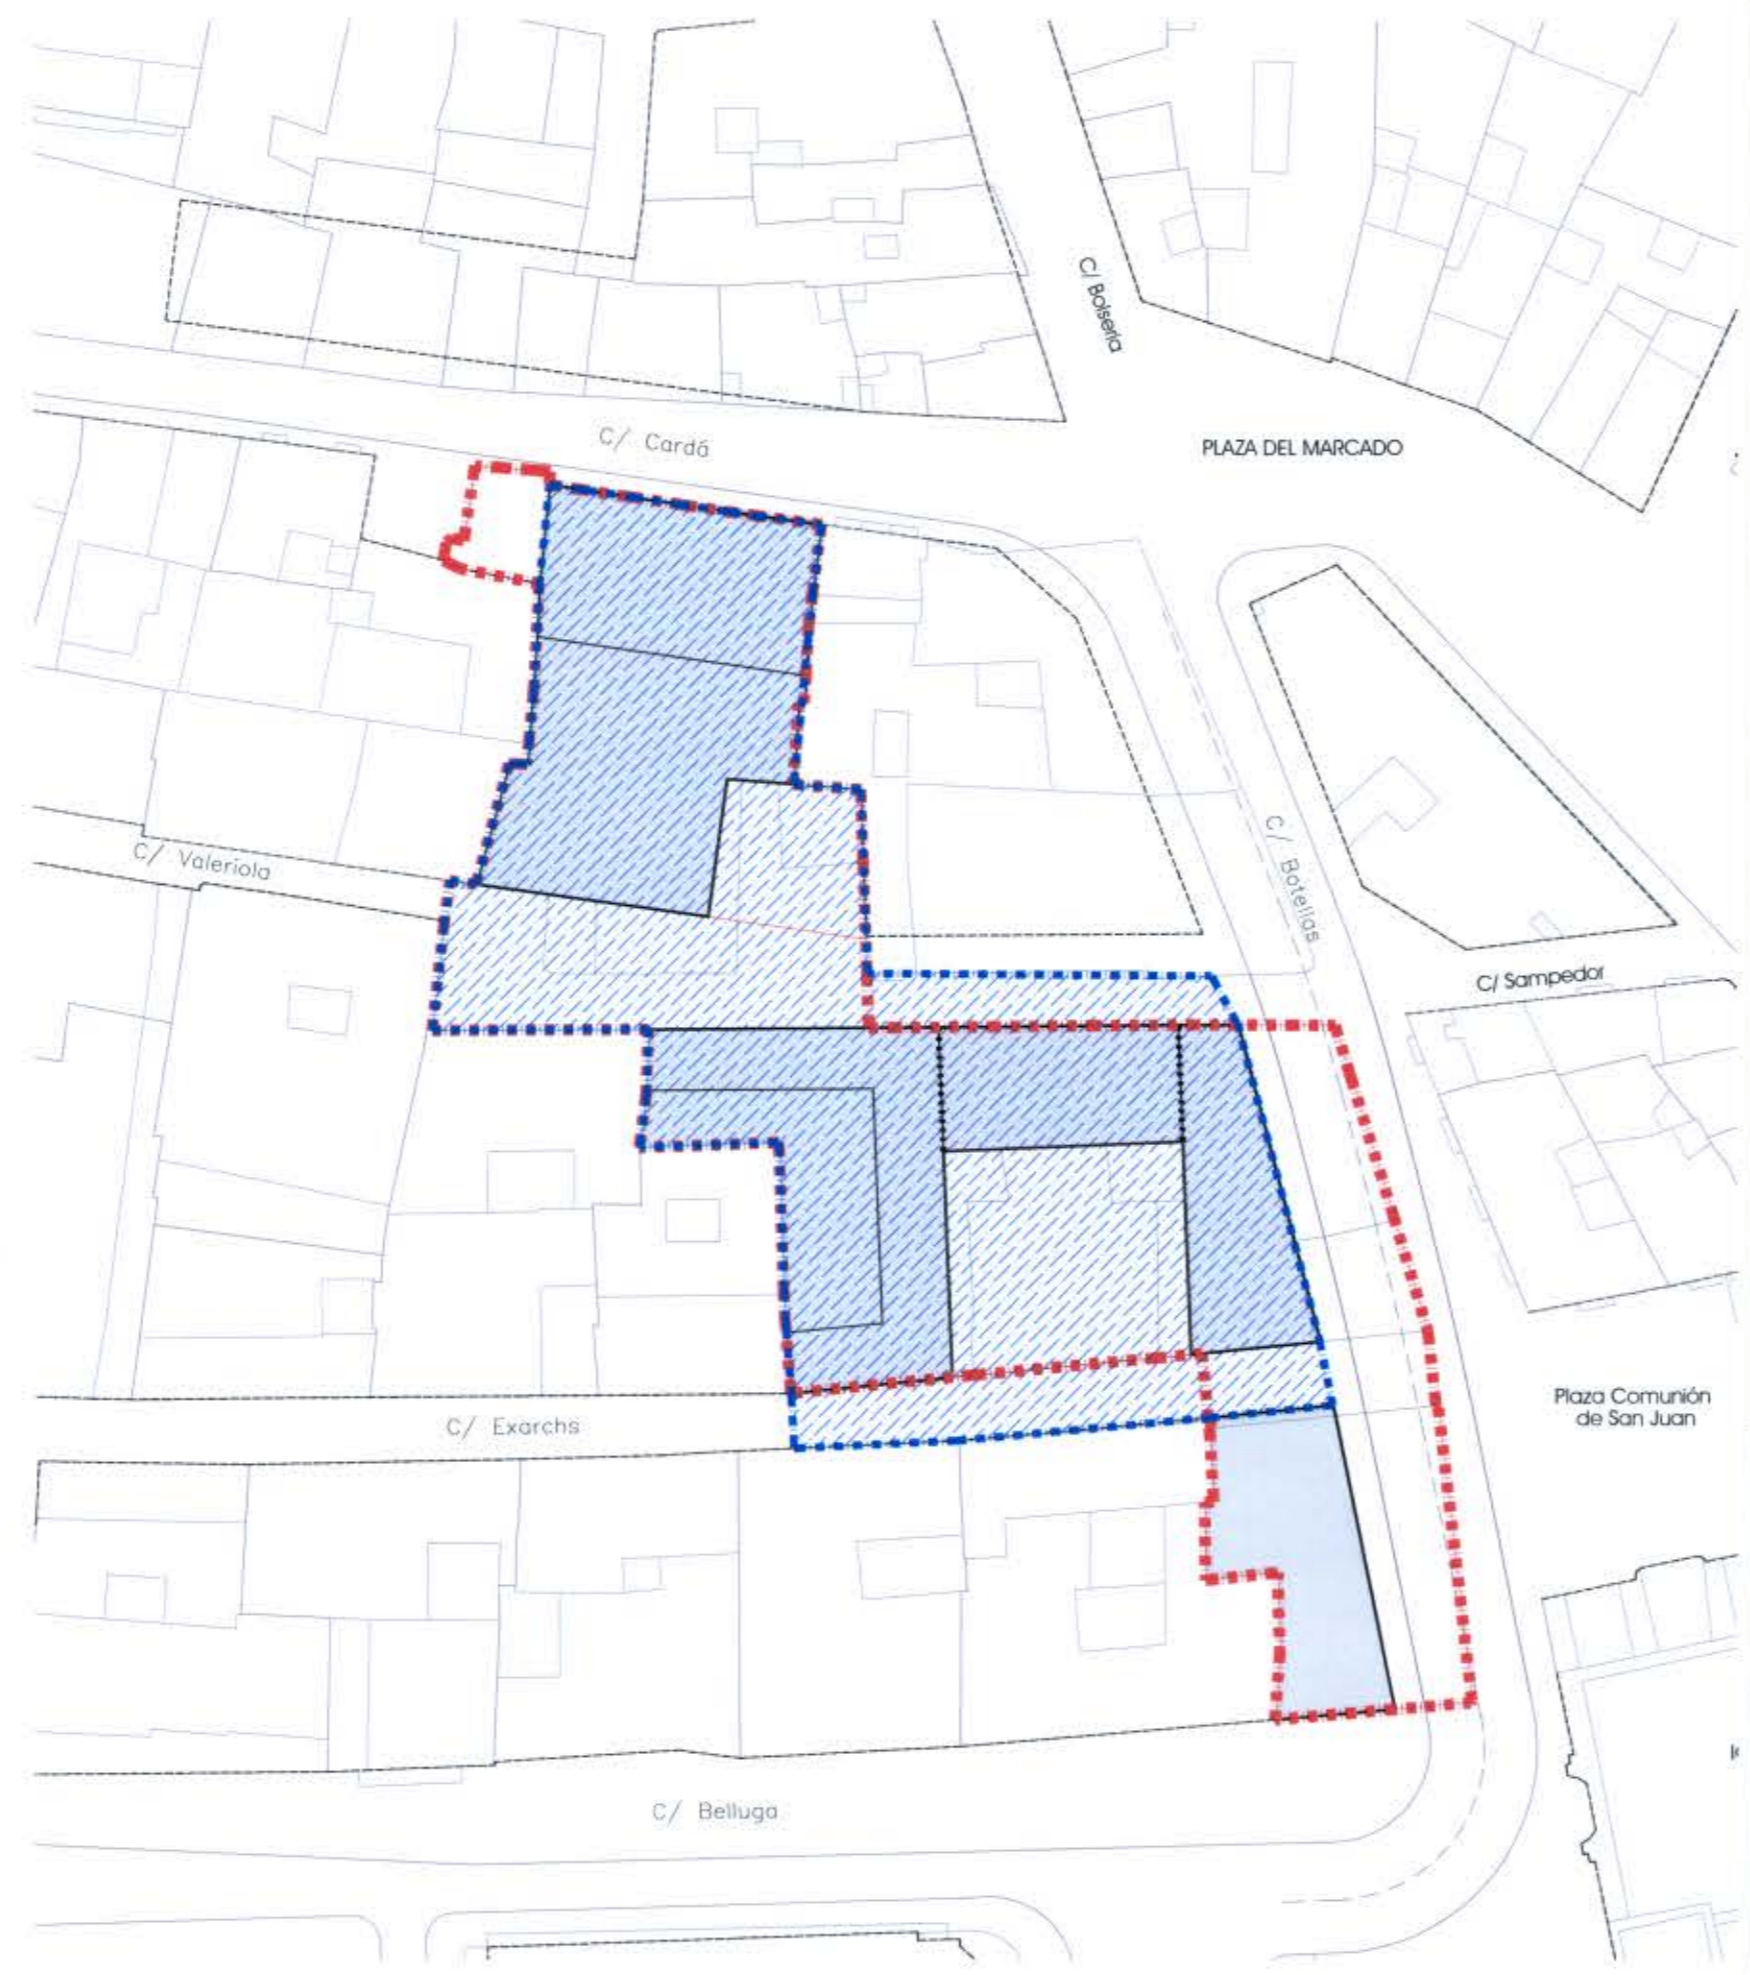 C/ Bolsería
C/ Cardá
PLAZA DEL MARCADO
C/ Valeriola
C/ Botellas
C/ Sampedor
Plaza Comunión
de San Juan
C/ Exarchs
C/ Belluga